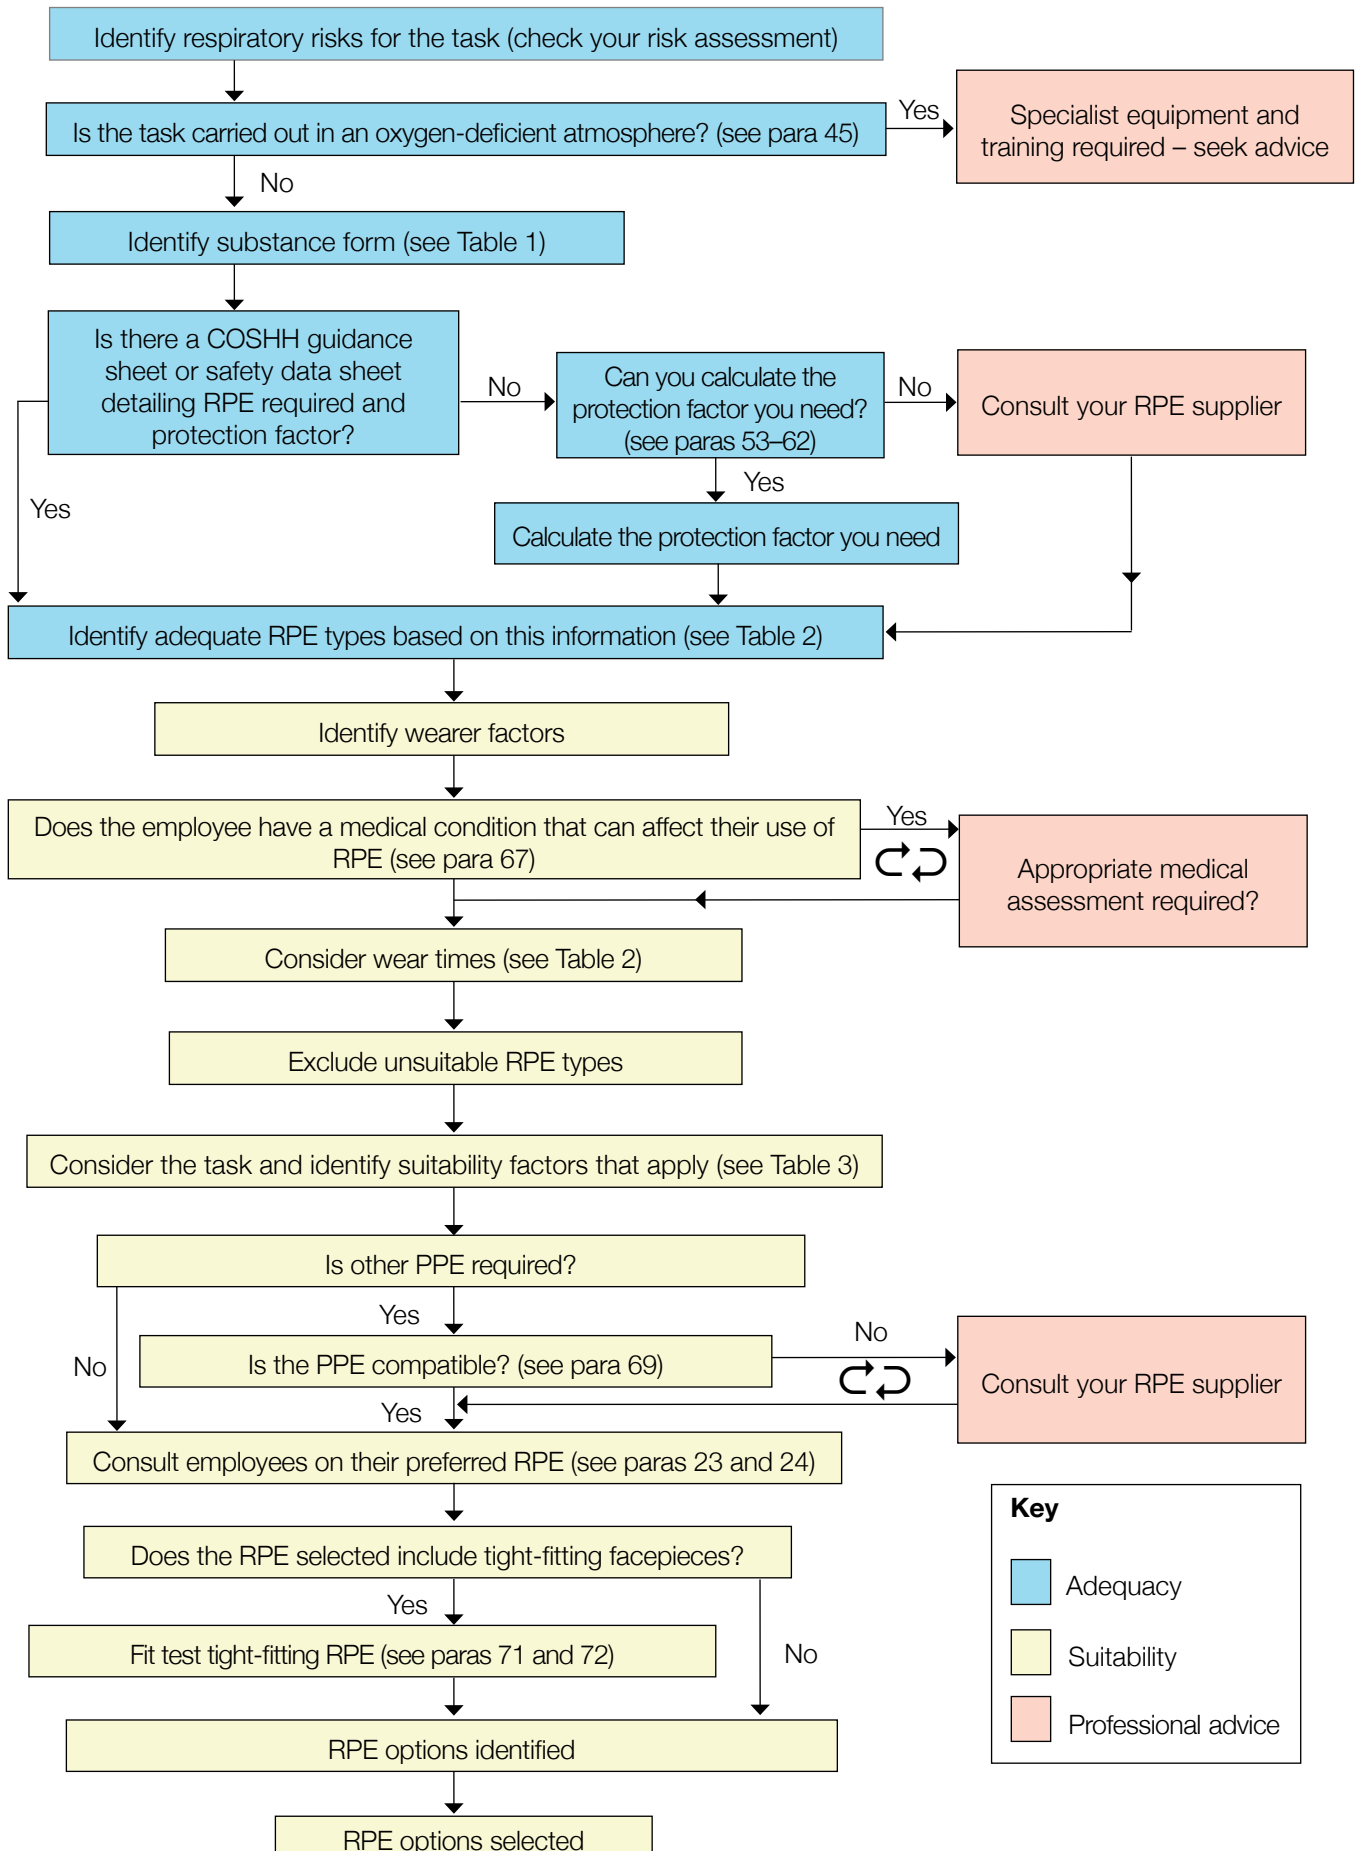 Identify respiratory risks for the task (check your risk assessment)
Is the task carried out in an oxygen-deficient atmosphere? (see para 45)
Yes
Specialist equipment and
training required – seek advice
No
Identify substance form (see Table 1)
Is there a COSHH guidance
sheet or safety data sheet
detailing RPE required and
protection factor?
No
Can you calculate the
protection factor you need?
(see paras 53–62)
No
Consult your RPE supplier
Yes
Yes
Calculate the protection factor you need
Identify adequate RPE types based on this information (see Table 2)
Identify wearer factors
Does the employee have a medical condition that can affect their use of
RPE (see para 67)
Yes
Appropriate medical
assessment required?
Consider wear times (see Table 2)
Exclude unsuitable RPE types
Consider the task and identify suitability factors that apply (see Table 3)
Is other PPE required?
Yes
No
Is the PPE compatible? (see para 69)
No
Consult your RPE supplier
Yes
Consult employees on their preferred RPE (see paras 23 and 24)
Does the RPE selected include tight-fitting facepieces?
Yes
No
Fit test tight-fitting RPE (see paras 71 and 72)
RPE options identified
RPE options selected
Key
Adequacy
Suitability
Professional advice